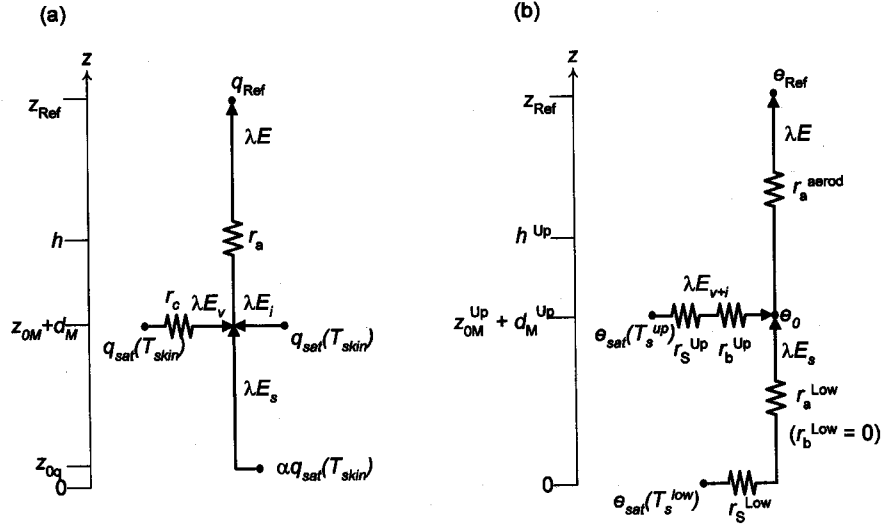 (a)
z
q_Ref
z_Ref
λE
h
r_a
r_c
λE_v
λE_i
z_0M+d_M
q_sat(T_skin)
q_sat(T_skin)
λE_s
z_0q
αq_sat(T_skin)
0
(b)
z
e_Ref
z_Ref
λE
r_a^aerod
h^Up
λE_v+i
z_0M^Up + d_M^Up
e_0
e_sat(T_s^up)
r_S^Up
r_b^Up
λE_s
r_a^Low
(r_b^Low = 0)
0
e_sat(T_s^low)
r_S^Low